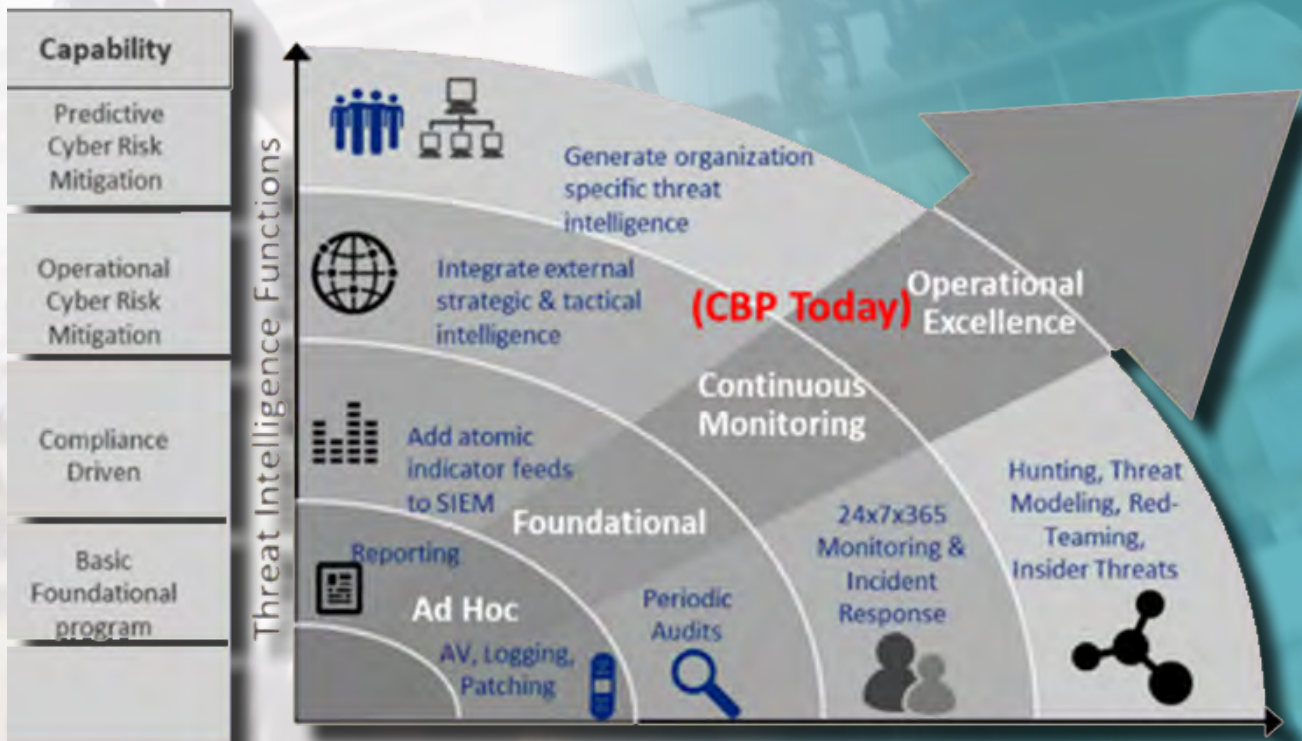 Capability
Predictive
Cyber Risk
Mitigation
Operational
Cyber Risk
Mitigation
Compliance
Driven
Basic
Foundational
program
Threat Intelligence Functions
Generate organization
specific threat
intelligence
Integrate external
strategic & tactical
intelligence
(CBP Today)
Operational
Excellence
Continuous
Monitoring
Add atomic
indicator feeds
to SIEM
Foundational
Hunting, Threat
Modeling, Red-
Teaming,
Insider Threats
24x7x365
Monitoring &
Incident
Response
Reporting
Ad Hoc
Periodic
Audits
AV, Logging,
Patching